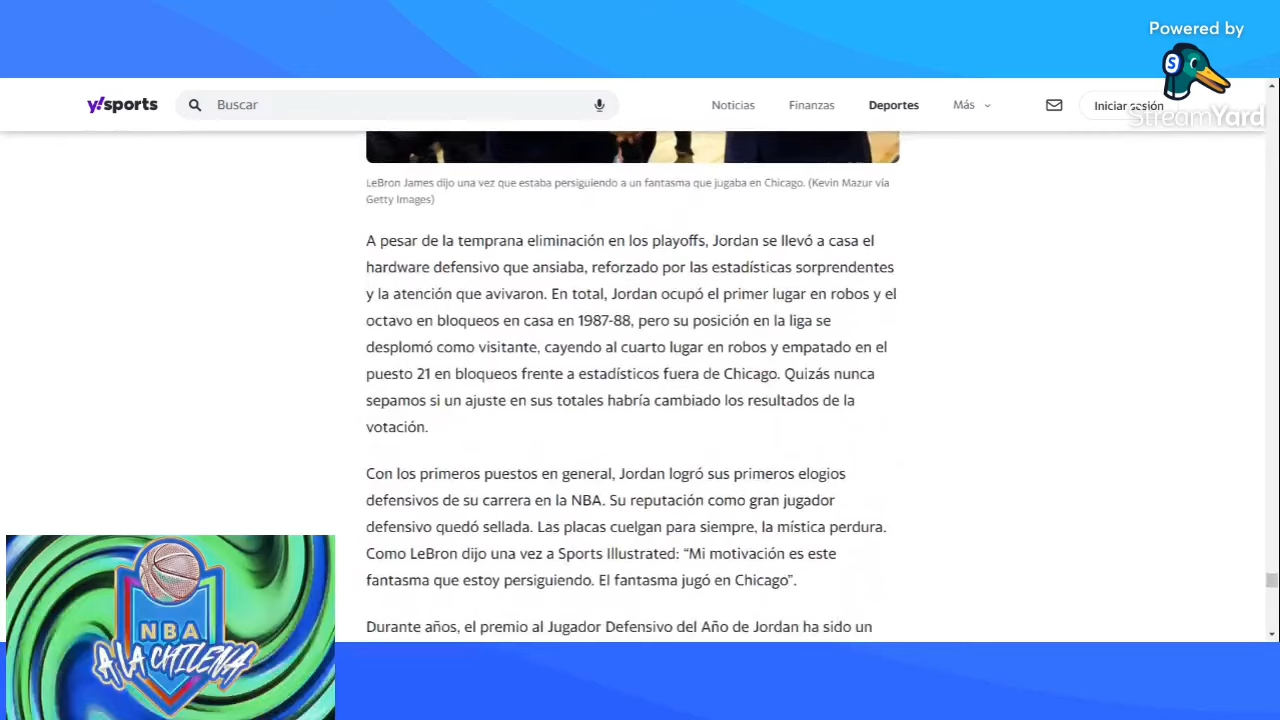 Powered by
S
StreamYard
y!sports
Buscar
Noticias
Finanzas
Deportes
Más
Iniciar sesión
LeBron James dijo una vez que estaba persiguiendo a un fantasma que jugaba en Chicago. (Kevin Mazur vía
Getty Images)
A pesar de la temprana eliminación en los playoffs, Jordan se llevó a casa el
hardware defensivo que ansiaba, reforzado por las estadísticas sorprendentes
y la atención que avivaron. En total, Jordan ocupó el primer lugar en robos y el
octavo en bloqueos en casa en 1987-88, pero su posición en la liga se
desplomó como visitante, cayendo al cuarto lugar en robos y empatado en el
puesto 21 en bloqueos frente a estadísticos fuera de Chicago. Quizás nunca
sepamos si un ajuste en sus totales habría cambiado los resultados de la
votación.
Con los primeros puestos en general, Jordan logró sus primeros elogios
defensivos de su carrera en la NBA. Su reputación como gran jugador
defensivo quedó sellada. Las placas cuelgan para siempre, la mística perdura.
Como LeBron dijo una vez a Sports Illustrated: “Mi motivación es este
fantasma que estoy persiguiendo. El fantasma jugó en Chicago”.
Durante años, el premio al Jugador Defensivo del Año de Jordan ha sido un
NBA
A LA CHILENA